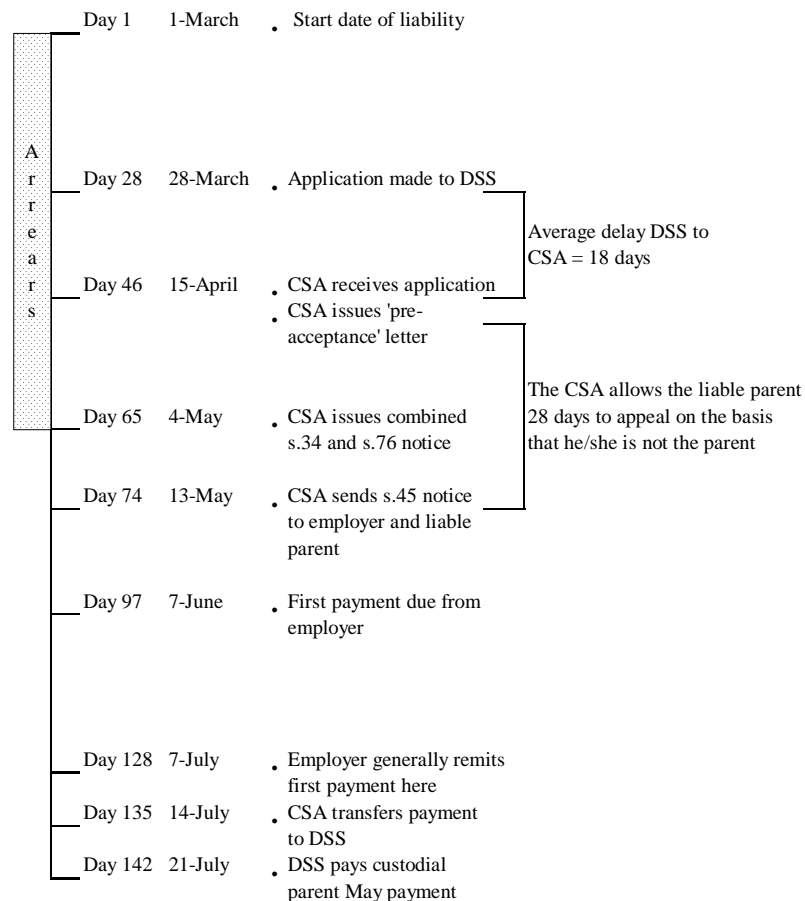 Day 1 1-March • Start date of liability
Arrears
Day 28 28-March • Application made to DSS
Average delay DSS to
CSA = 18 days
Day 46 15-April • CSA receives application
• CSA issues 'pre-
acceptance' letter
The CSA allows the liable parent
28 days to appeal on the basis
that he/she is not the parent
Day 65 4-May • CSA issues combined
s.34 and s.76 notice
Day 74 13-May • CSA sends s.45 notice
to employer and liable
parent
Day 97 7-June • First payment due from
employer
Day 128 7-July • Employer generally remits
first payment here
Day 135 14-July • CSA transfers payment
to DSS
Day 142 21-July • DSS pays custodial
parent May payment